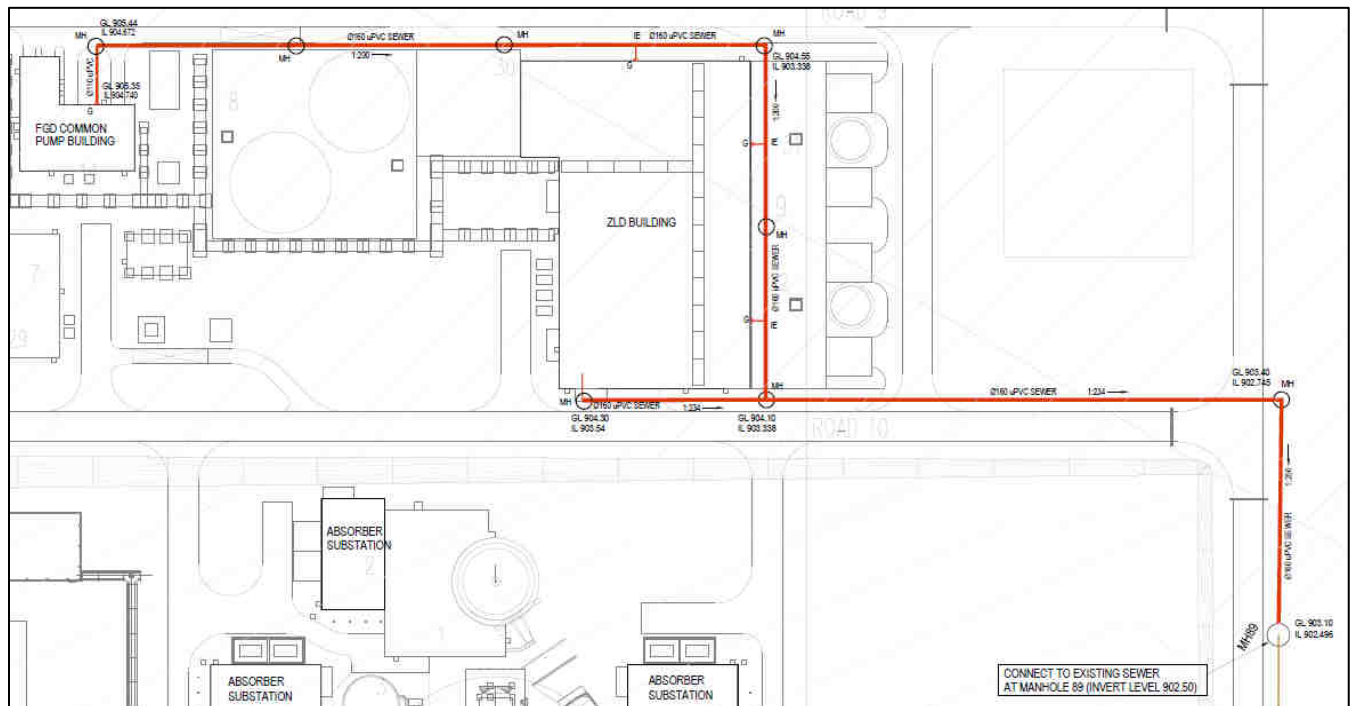 ROAD 9
GL 905.44
IL 904.672
MH
Ø160 uPVC SEWER
MH
IE Ø160 uPVC SEWER
MH
MH
1:200
Ø110 uPVC
GL 905.35
IL 904.740
G
G
GL 904.55
IL 903.338
1:200
30
8
FGD COMMON
PUMP BUILDING
G
IE
9
ZLD BUILDING
MH
Ø160 uPVC SEWER
7
29
G
IE
GL 903.40
IL 902.745
MH
MH
MH
Ø160 uPVC SEWER
1:234
Ø160 uPVC SEWER
1:234
GL 904.30
IL 903.54
GL 904.10
IL 903.338
ROAD 10
Ø160 uPVC SEWER
ABSORBER
SUBSTATION
2
1
MH89
GL 903.10
IL 902.496
CONNECT TO EXISTING SEWER
AT MANHOLE 89 (INVERT LEVEL 902.50)
ABSORBER
SUBSTATION
ABSORBER
SUBSTATION